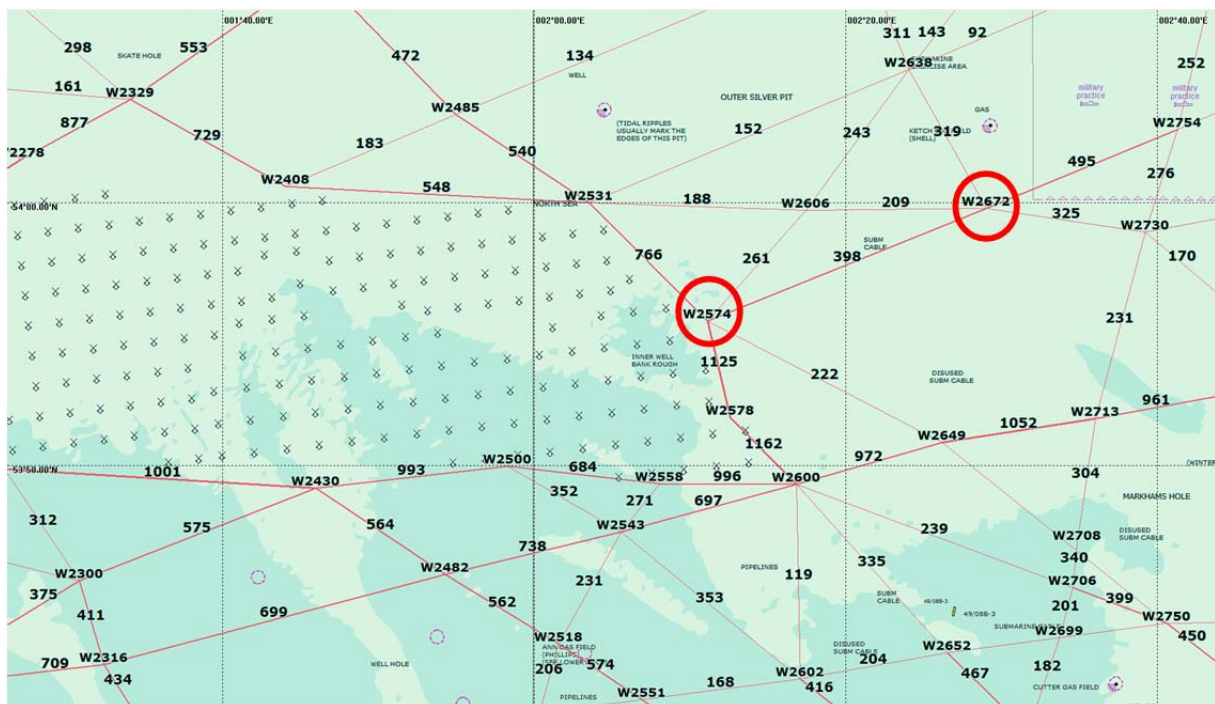 001°40.00'E
002°00.00'E
002°20.00'E
002°40.00'E
298
553
SKATE HOLE
472
134
WELL
311
143
92
W2638
252
161
W2329
W2485
OUTER SILVER PIT
GAS
military
practice
military
practice
877
729
183
540
(TIDAL RIPPLES
USUALLY MARK THE
EDGES OF THIS PIT)
152
243
319
(SHELL)
W2754
495
276
W2408
548
W2531
188
W2606
209
W2672
325
54°00.00'N
NORTH SEA
W2730
170
766
261
398
SUBM
CABLE
W2574
231
INNER WELL
BANK ROUGH
1125
222
DISUSED
SUBM CABLE
961
W2578
W2713
1052
1162
W2649
53°50.00'N
1001
993
W2500
684
W2558
996
W2600
972
304
W2430
352
271
697
MARKHAMS HOLE
312
575
564
W2543
239
DISUSED
SUBM CABLE
W2708
738
340
W2300
W2482
PIPELINES
119
335
W2706
375
411
699
562
231
353
SUBM
CABLE
201
399
49/08B-3
49/08B-3
W2750
W2518
W2699
450
709
W2316
WELL HOLE
574
DISUSED
SUBM CABLE
W2652
204
182
434
206
W2602
467
168
416
CUTTER GAS FIELD
PIPELINES
W2551